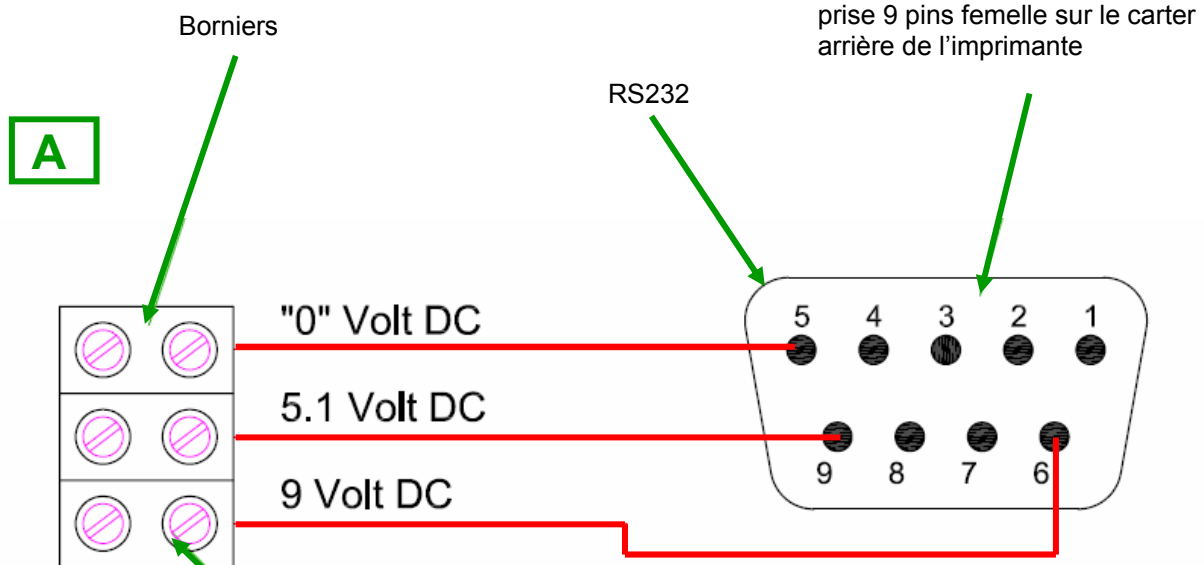 prise 9 pins femelle sur le carter
arrière de l'imprimante
Borniers
RS232
A
"0" Volt DC
5 4 3 2 1
5.1 Volt DC
9 8 7 6
9 Volt DC